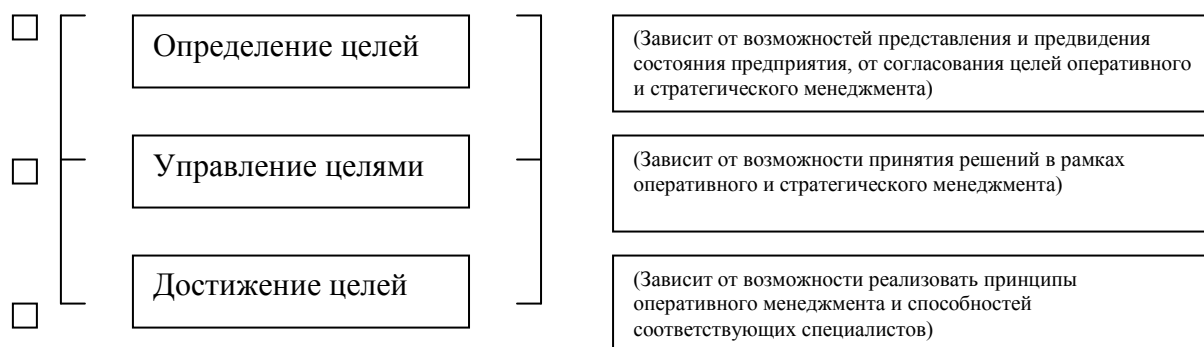 Определение целей
(Зависит от возможностей представления и предвидения
состояния предприятия, от согласования целей оперативного
и стратегического менеджмента)
Управление целями
(Зависит от возможности принятия решений в рамках
оперативного и стратегического менеджмента)
Достижение целей
(Зависит от возможности реализовать принципы
оперативного менеджмента и способностей
соответствующих специалистов)